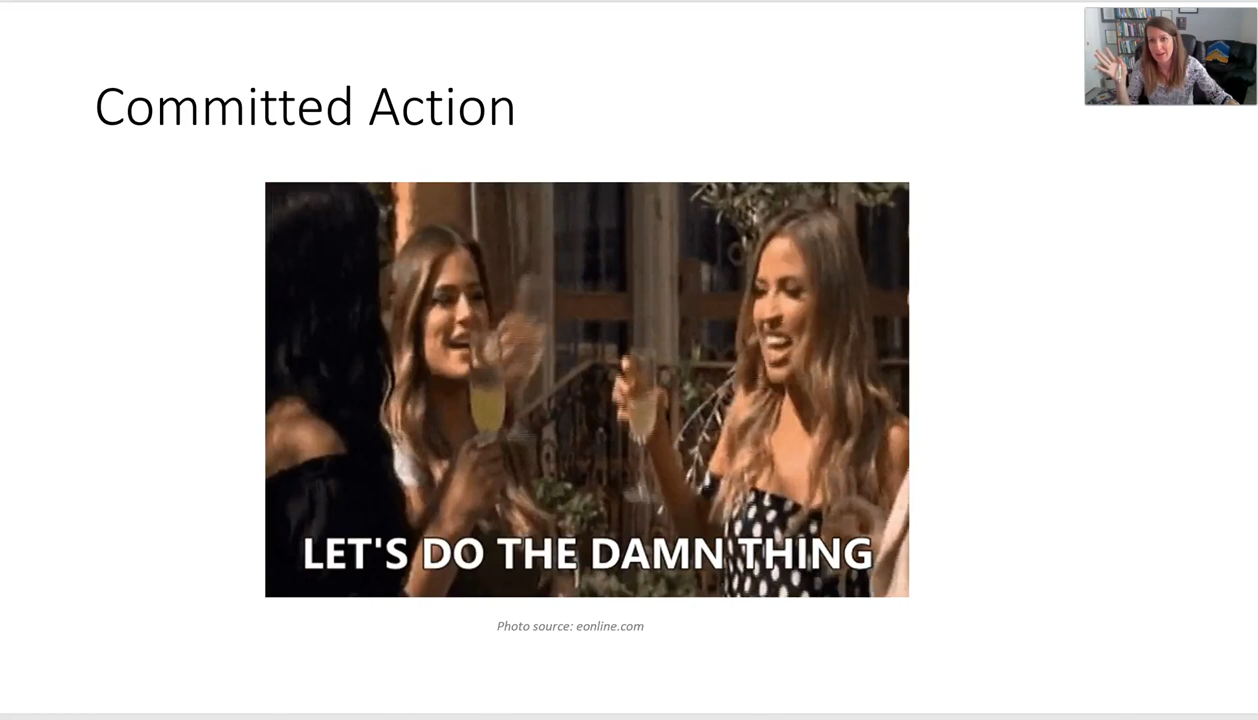 Committed Action
LET'S DO THE DAMN THING
Photo source: eonline.com